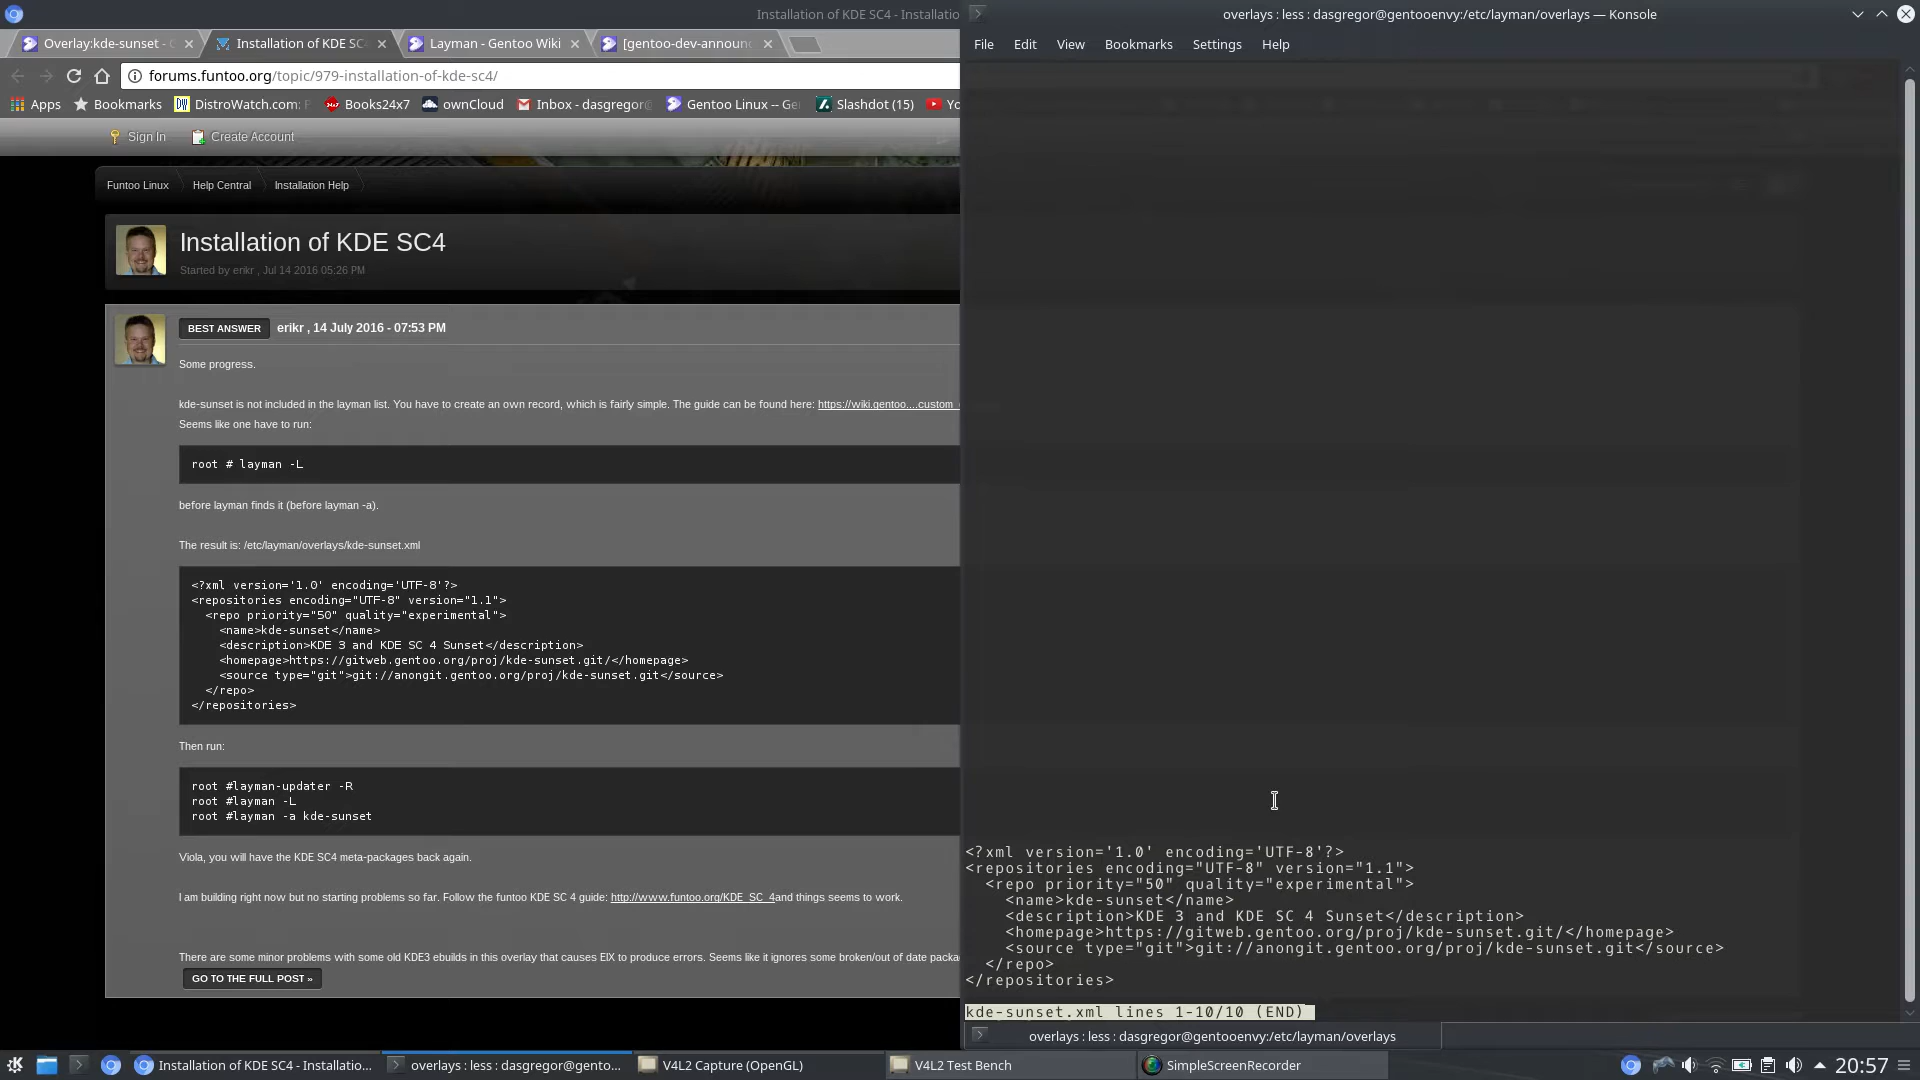 Installation of KDE SC4 - Installatio
overlays : less : dasgregor@gentooenvy:/etc/layman/overlays — Konsole
Overlay:kde-sunset -
Installation of KDE SC
Layman - Gentoo Wiki
[gentoo-dev-announ
File Edit View Bookmarks Settings Help
forums.funtoo.org/topic/979-installation-of-kde-sc4/
Apps Bookmarks DistroWatch.com: Books24x7 ownCloud Inbox - dasgregor@ Gentoo Linux -- Ge Slashdot (15) Yo
Sign In Create Account
Funtoo Linux Help Central Installation Help
Installation of KDE SC4
Started by erikr , Jul 14 2016 05:26 PM
BEST ANSWER erikr , 14 July 2016 - 07:53 PM
Some progress.
kde-sunset is not included in the layman list. You have to create an own record, which is fairly simple. The guide can be found here: https://wiki.gentoo....custom_
Seems like one have to run:
root # layman -L
before layman finds it (before layman -a).
The result is: /etc/layman/overlays/kde-sunset.xml
<?xml version='1.0' encoding='UTF-8'?>
<repositories encoding="UTF-8" version="1.1">
<repo priority="50" quality="experimental">
<name>kde-sunset</name>
<description>KDE 3 and KDE SC 4 Sunset</description>
<homepage>https://gitweb.gentoo.org/proj/kde-sunset.git/</homepage>
<source type="git">git://anongit.gentoo.org/proj/kde-sunset.git</source>
</repo>
</repositories>
Then run:
root #layman-updater -R
root #layman -L
root #layman -a kde-sunset
Viola, you will have the KDE SC4 meta-packages back again.
I am building right now but no starting problems so far. Follow the funtoo KDE SC 4 guide: http://www.funtoo.org/KDE_SC_4and things seems to work.
There are some minor problems with some old KDE3 ebuilds in this overlay that causes EIX to produce errors. Seems like it ignores some broken/out of date packa
GO TO THE FULL POST »
<?xml version='1.0' encoding='UTF-8'?>
<repositories encoding="UTF-8" version="1.1">
<repo priority="50" quality="experimental">
<name>kde-sunset</name>
<description>KDE 3 and KDE SC 4 Sunset</description>
<homepage>https://gitweb.gentoo.org/proj/kde-sunset.git/</homepage>
<source type="git">git://anongit.gentoo.org/proj/kde-sunset.git</source>
</repo>
</repositories>
kde-sunset.xml lines 1-10/10 (END)
overlays : less : dasgregor@gentooenvy:/etc/layman/overlays
Installation of KDE SC4 - Installatio...
overlays : less : dasgregor@gento...
V4L2 Capture (OpenGL)
V4L2 Test Bench
SimpleScreenRecorder
20:57